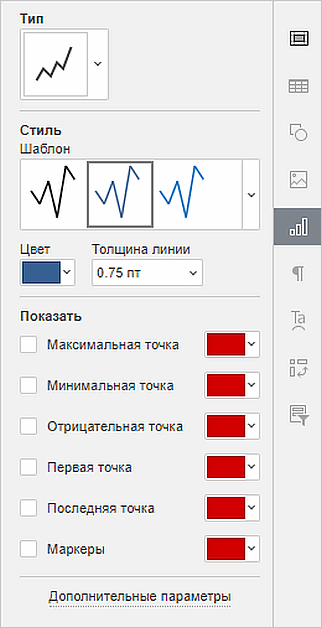 Тип
Стиль
Шаблон
Цвет Толщина линии
0.75 пт
Показать
Максимальная точка
Минимальная точка
Отрицательная точка
Первая точка
Последняя точка
Маркеры
Дополнительные параметры